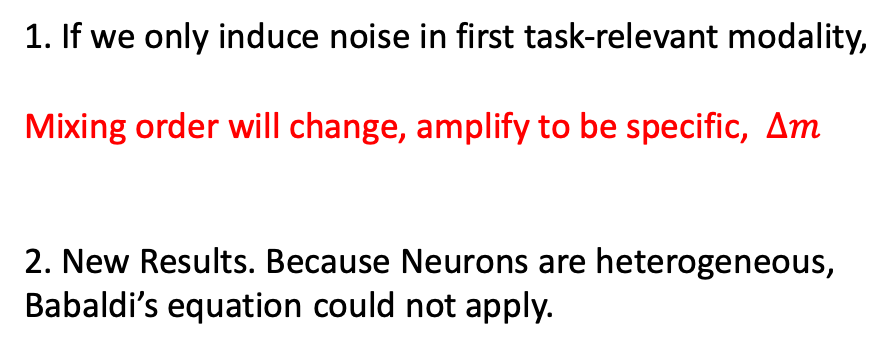 1. If we only induce noise in first task-relevant modality,
Mixing order will change, amplify to be specific, Δm
2. New Results. Because Neurons are heterogeneous,
Babaldi’s equation could not apply.